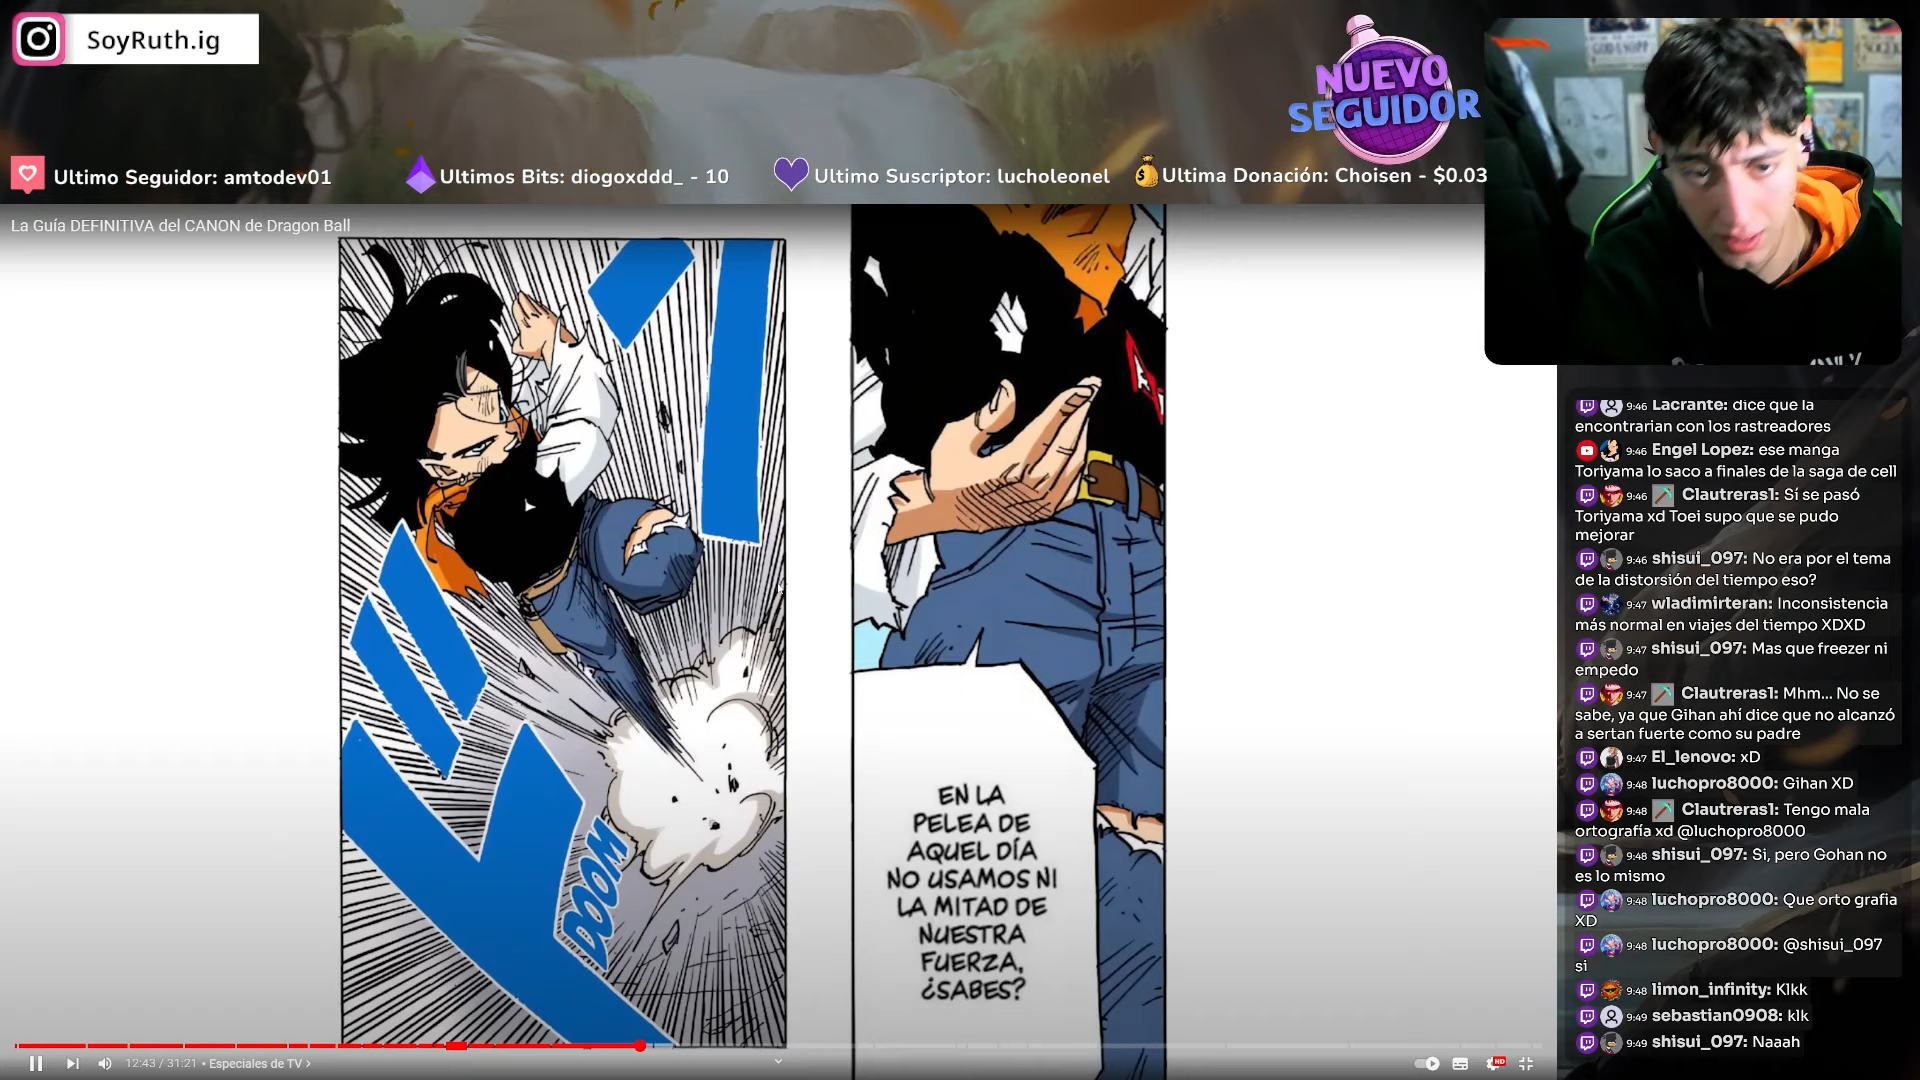 SoyRuth.ig
NUEVO
SEGUIDOR
Ultimo Seguidor: amtodev01
Ultimos Bits: diogoxddd_ - 10
Ultimo Suscriptor: lucholeonel
Ultima Donación: Choisen - $0.03
La Guía DEFINITIVA del CANON de Dragon Ball
DOOM
EN LA
PELEA DE
AQUEL DÍA
NO USAMOS NI
LA MITAD DE
NUESTRA
FUERZA,
¿SABES?
12:43 / 31:21 • Especiales de TV >
HD
9:46 Lacrante: dice que la
encontrarian con los rastreadores
9:46 Engel Lopez: ese manga
Toriyama lo saco a finales de la saga de cell
9:46 Clautreras1: Sí se pasó
Toriyama xd Toei supo que se pudo
mejorar
9:46 shisui_097: No era por el tema
de la distorsión del tiempo eso?
9:47 wladimirteran: Inconsistencia
más normal en viajes del tiempo XDXD
9:47 shisui_097: Mas que freezer ni
empedo
9:47 Clautreras1: Mhm... No se
sabe, ya que Gihan ahí dice que no alcanzó
a sertan fuerte como su padre
9:47 El_lenovo: xD
9:48 luchopro8000: Gihan XD
9:48 Clautreras1: Tengo mala
ortografía xd @luchopro8000
9:48 shisui_097: Si, pero Gohan no
es lo mismo
9:48 luchopro8000: Que orto grafia
XD
9:48 luchopro8000: @shisui_097
si
9:48 limon_infinity: Klkk
9:49 sebastian0908: klk
9:49 shisui_097: Naaah